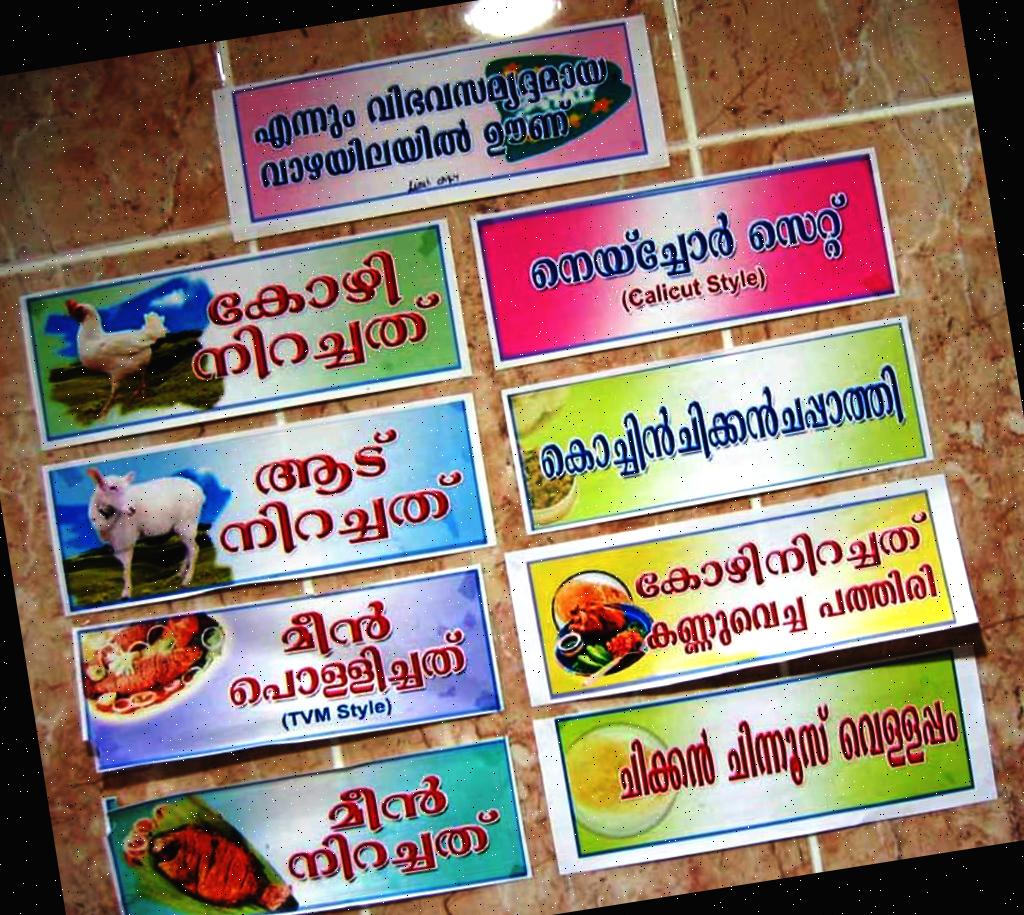 എന്നും വിഭവസമൃദ്ദമായ
വാഴയിലയിൽ ഊണ്
കോഴി
നിറച്ചത്
നെയ്ച്ചോർ സെറ്റ്
(Calicut Style)
ആട്
നിറച്ചത്
കൊച്ചിൻചിക്കൻചപ്പാത്തി
മീൻ
പൊള്ളിച്ചത്
(TVM Style)
കോഴിനിറച്ചത്
കണ്ണുവെച്ച പത്തിരി
മീൻ
നിറച്ചത്
ചിക്കൻ ചിന്നൂസ് വെള്ളപ്പം